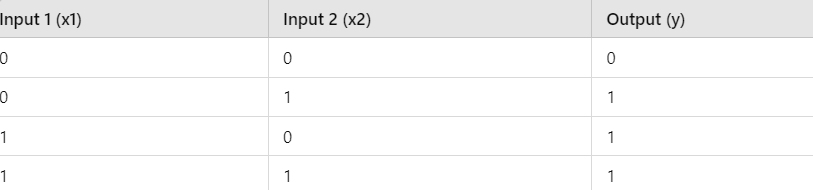 Input 1 (x1) Input 2 (x2) Output (y)
0 0 0
0 1 1
1 0 1
1 1 1